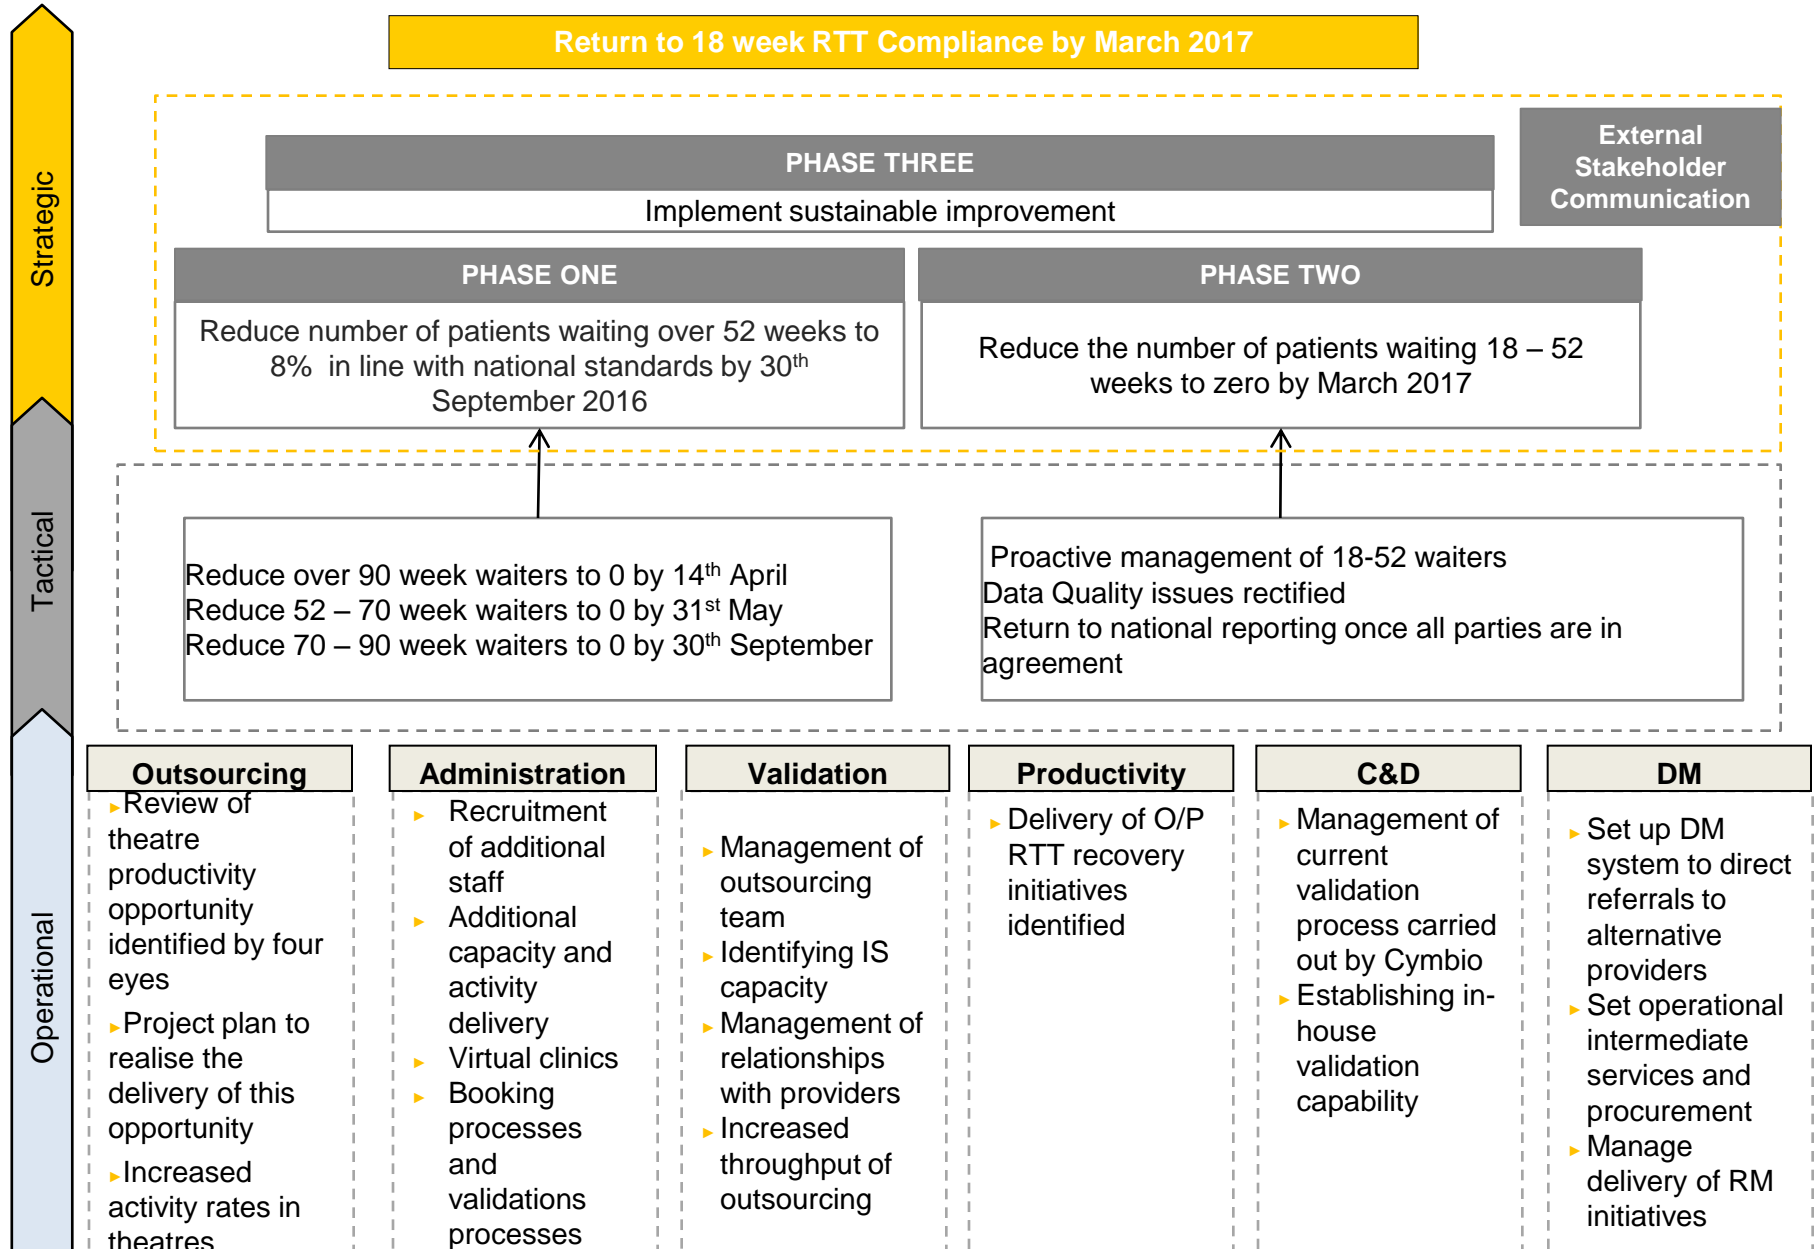 Return to 18 week RTT Compliance by March 2017
Strategic
External
Stakeholder
Communication
PHASE THREE
Implement sustainable improvement
PHASE ONE
Reduce number of patients waiting over 52 weeks to
8% in line with national standards by 30th
September 2016
PHASE TWO
Reduce the number of patients waiting 18 – 52
weeks to zero by March 2017
Tactical
Reduce over 90 week waiters to 0 by 14th April
Reduce 52 – 70 week waiters to 0 by 31st May
Reduce 70 – 90 week waiters to 0 by 30th September
Proactive management of 18-52 waiters
Data Quality issues rectified
Return to national reporting once all parties are in
agreement
Operational
Outsourcing
►Review of
theatre
productivity
opportunity
identified by four
eyes
►Project plan to
realise the
delivery of this
opportunity
►Increased
activity rates in
theatres
Administration
► Recruitment
of additional
staff
► Additional
capacity and
activity
delivery
► Virtual clinics
► Booking
processes
and
validations
processes
Validation
► Management of
outsourcing
team
► Identifying IS
capacity
► Management of
relationships
with providers
► Increased
throughput of
outsourcing
Productivity
► Delivery of O/P
RTT recovery
initiatives
identified
C&D
► Management of
current
validation
process carried
out by Cymbio
► Establishing in-
house
validation
capability
DM
► Set up DM
system to direct
referrals to
alternative
providers
► Set operational
intermediate
services and
procurement
► Manage
delivery of RM
initiatives